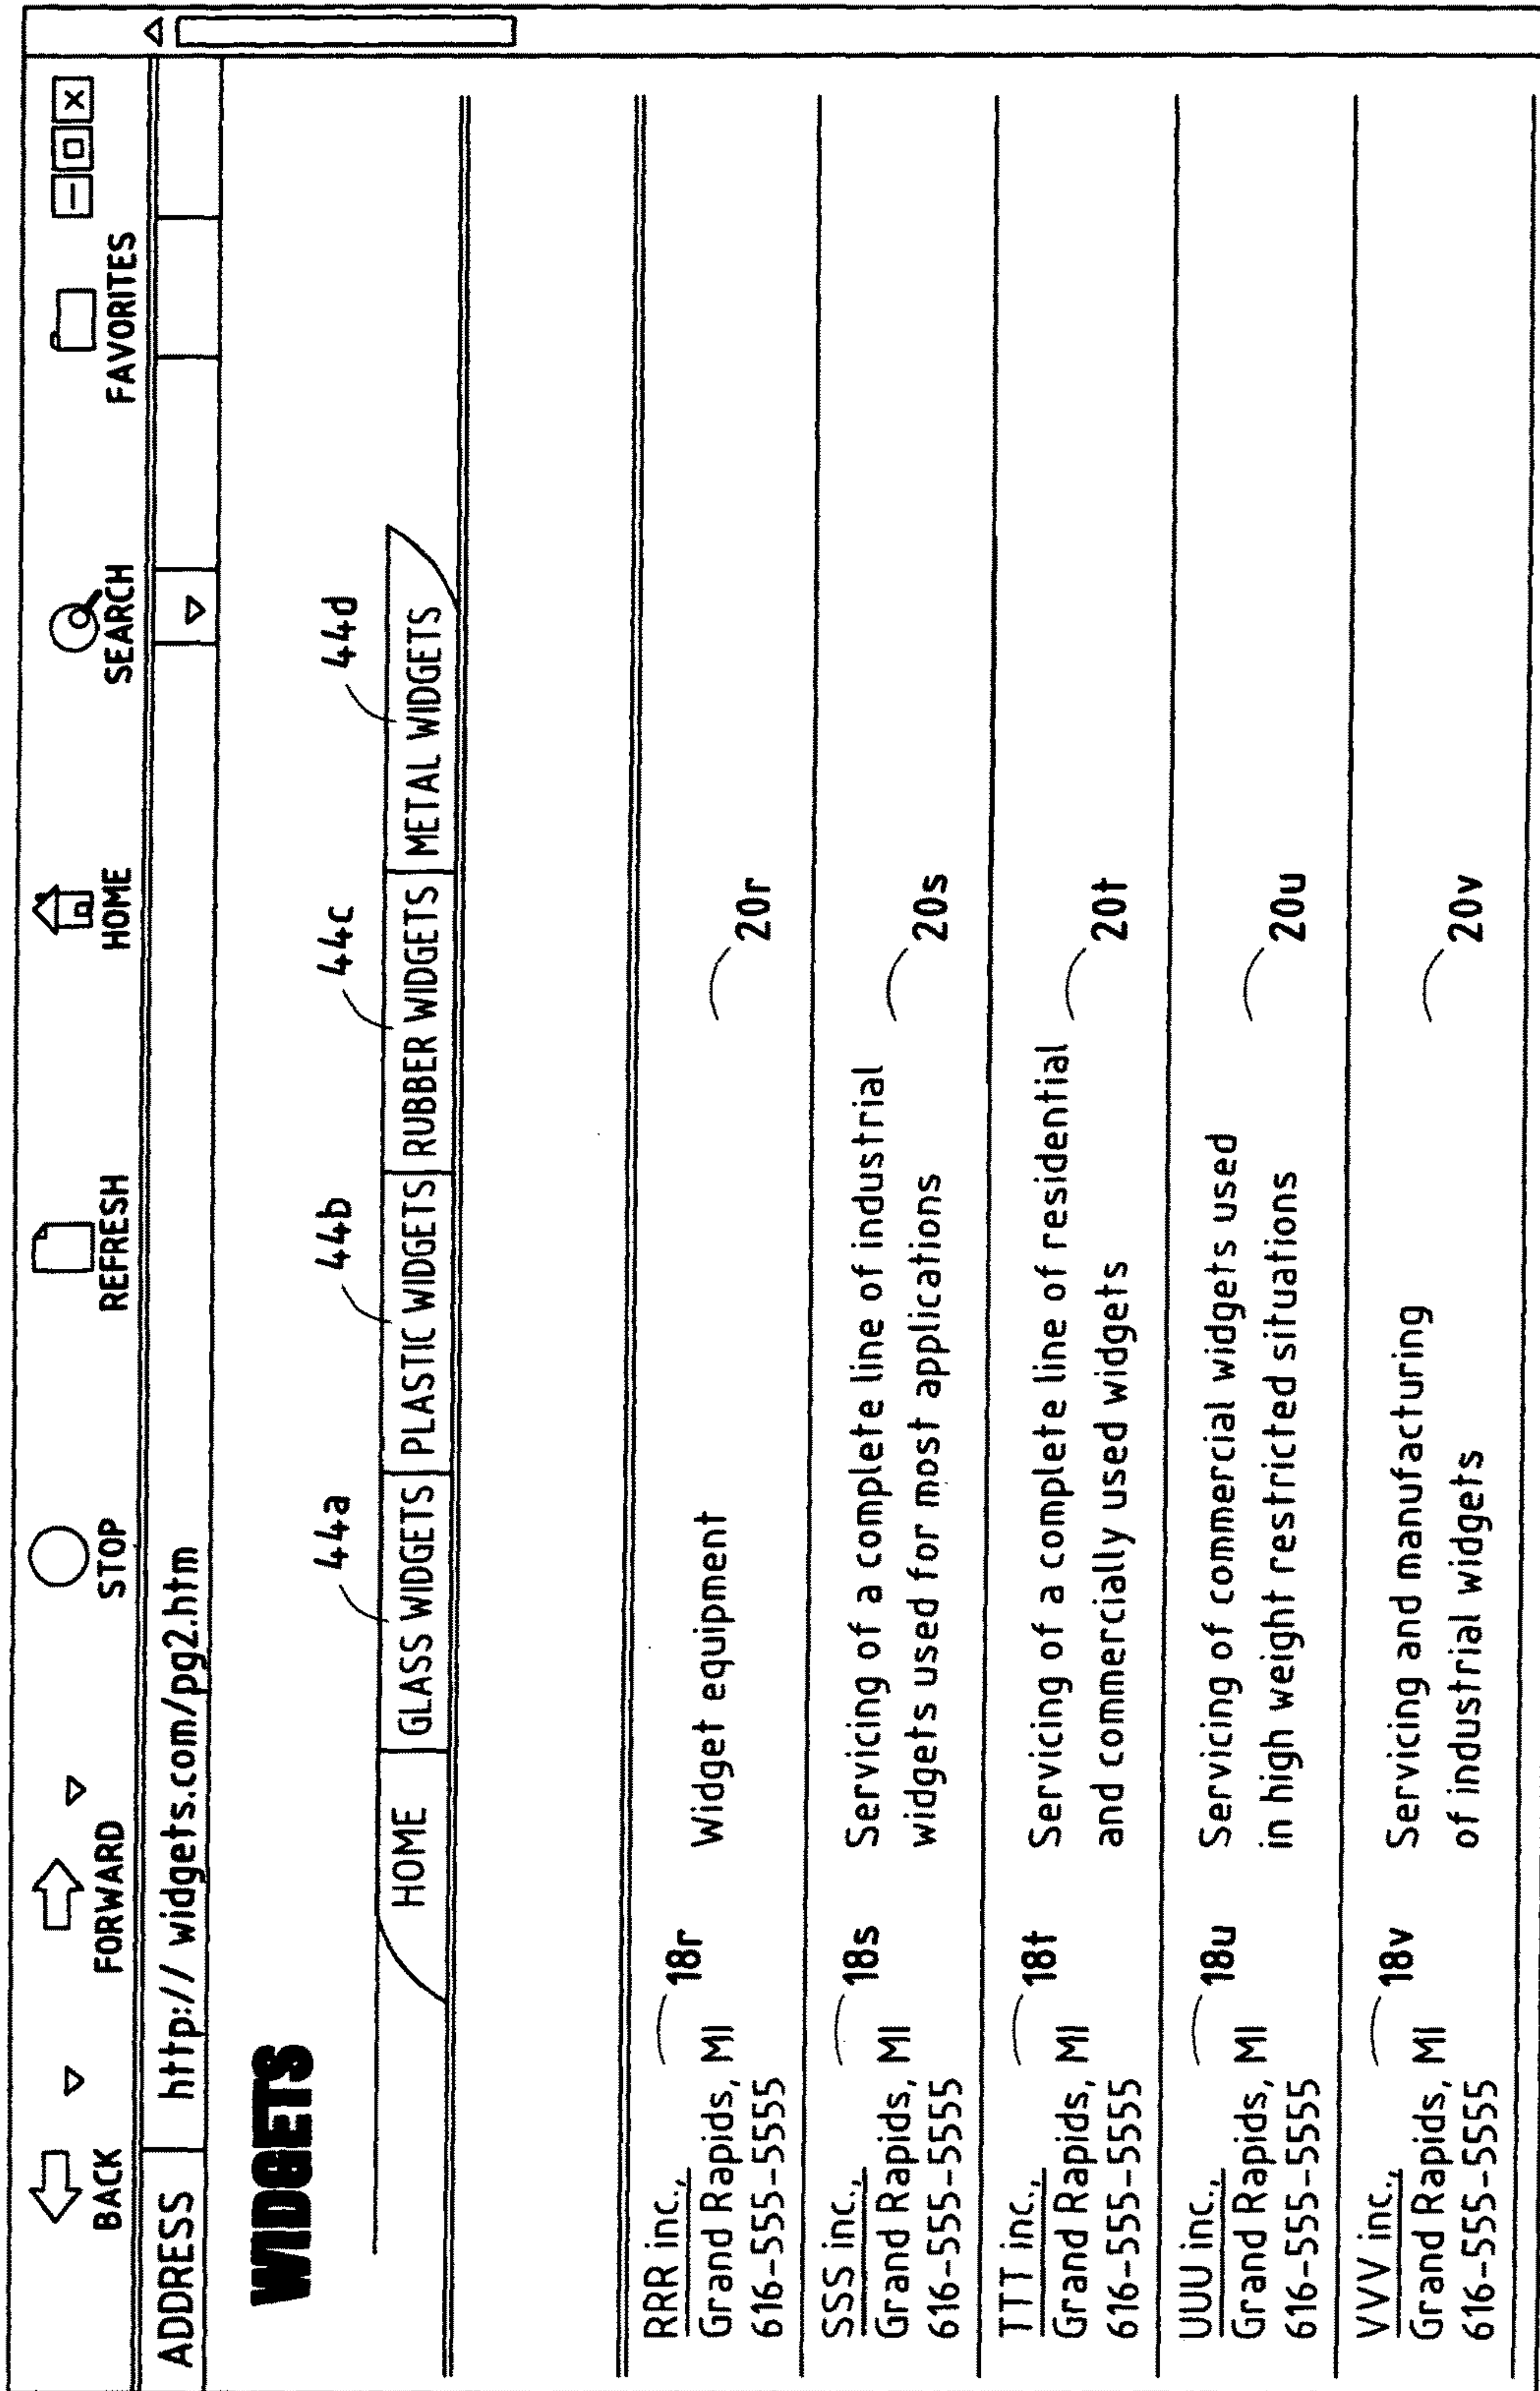 BACK FORWARD STOP REFRESH HOME SEARCH FAVORITES
ADDRESS http://widgets.com/pg2.htm
WIDGETS
44a 44b 44c 44d
HOME GLASS WIDGETS PLASTIC WIDGETS RUBBER WIDGETS METAL WIDGETS
RRR inc., 18r
Grand Rapids, MI
616-555-5555
Widget equipment
20r
SSS inc., 18s
Grand Rapids, MI
616-555-5555
Servicing of a complete line of industrial
widgets used for most applications
20s
TTT inc., 18t
Grand Rapids, MI
616-555-5555
Servicing of a complete line of residential
and commercially used widgets
20t
UUU inc., 18u
Grand Rapids, MI
616-555-5555
Servicing of commercial widgets used
in high weight restricted situations
20u
VVV inc., 18v
Grand Rapids, MI
616-555-5555
Servicing and manufacturing
of industrial widgets
20v